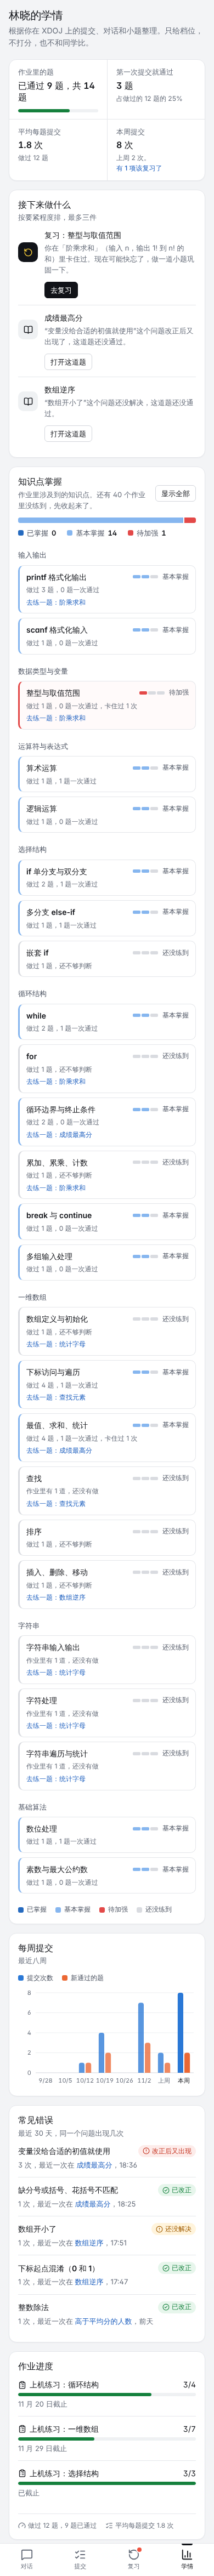 林晓的学情
根据你在 XDOJ 上的提交、对话和小题整理。只给档位，
不打分，也不和同学比。
作业里的题
已通过 9 题，共 14
题
第一次提交就通过
3 题
占做过的 12 题的 25%
平均每题提交
1.8 次
做过 12 题
本周提交
8 次
上周 2 次。
有 1 项该复习了
接下来做什么
按要紧程度排，最多三件
复习：整型与取值范围
你在「阶乘求和」（输入 n，输出 1! 到 n! 的
和）里卡住过、现在可能快忘了，做一道小题巩
固一下。
去复习
成绩最高分
“变量没给合适的初值就使用”这个问题改正后又
出现了，这道题还没通过。
打开这道题
数组逆序
“数组开小了”这个问题还没解决，这道题还没通
过。
打开这道题
知识点掌握
作业里涉及到的知识点。还有 40 个作业
里没练到，先收起来了。
显示全部
已掌握 0
基本掌握 14
待加强 1
输入输出
printf 格式化输出
基本掌握
做过 3 题，0 题一次通过
去练一题：阶乘求和
scanf 格式化输入
基本掌握
做过 1 题，0 题一次通过
数据类型与变量
整型与取值范围
待加强
做过 1 题，0 题一次通过，卡住过 1 次
去练一题：阶乘求和
运算符与表达式
算术运算
基本掌握
做过 1 题，1 题一次通过
逻辑运算
基本掌握
做过 1 题，0 题一次通过
选择结构
if 单分支与双分支
基本掌握
做过 2 题，1 题一次通过
多分支 else-if
基本掌握
做过 1 题，1 题一次通过
嵌套 if
还没练到
做过 1 题，还不够判断
循环结构
while
基本掌握
做过 2 题，1 题一次通过
for
还没练到
做过 1 题，还不够判断
去练一题：阶乘求和
循环边界与终止条件
基本掌握
做过 2 题，0 题一次通过
去练一题：成绩最高分
累加、累乘、计数
还没练到
做过 1 题，还不够判断
去练一题：阶乘求和
break 与 continue
基本掌握
做过 1 题，0 题一次通过
多组输入处理
基本掌握
做过 1 题，0 题一次通过
一维数组
数组定义与初始化
还没练到
做过 1 题，还不够判断
去练一题：统计字母
下标访问与遍历
基本掌握
做过 4 题，1 题一次通过
去练一题：查找元素
最值、求和、统计
基本掌握
做过 4 题，1 题一次通过，卡住过 1 次
去练一题：成绩最高分
查找
还没练到
作业里有 1 道，还没有做
去练一题：查找元素
排序
还没练到
做过 1 题，还不够判断
插入、删除、移动
还没练到
做过 1 题，还不够判断
去练一题：数组逆序
字符串
字符串输入输出
还没练到
作业里有 1 道，还没有做
去练一题：统计字母
字符处理
还没练到
作业里有 1 道，还没有做
去练一题：统计字母
字符串遍历与统计
还没练到
作业里有 1 道，还没有做
去练一题：统计字母
基础算法
数位处理
基本掌握
做过 1 题，1 题一次通过
素数与最大公约数
基本掌握
做过 1 题，0 题一次通过
已掌握
基本掌握
待加强
还没练到
每周提交
最近八周
提交次数
新通过的题
8
6
4
2
0
9/28 10/5 10/12 10/19 10/26 11/2 上周 本周
常见错误
最近 30 天，同一个问题出现几次
变量没给合适的初值就使用
改正后又出现
3 次，最近一次在 成绩最高分，18:36
缺分号或括号、花括号不匹配
已改正
1 次，最近一次在 成绩最高分，18:25
数组开小了
还没解决
1 次，最近一次在 数组逆序，17:51
下标起点混淆（0 和 1）
已改正
1 次，最近一次在 数组逆序，17:47
整数除法
已改正
1 次，最近一次在 大于平均分的人数，前天
作业进度
上机练习：循环结构
3/4
11 月 20 日截止
上机练习：一维数组
3/7
11 月 29 日截止
上机练习：选择结构
3/3
已截止
做过 12 题，9 题已通过
平均每题提交 1.8 次
对话
提交
复习
学情